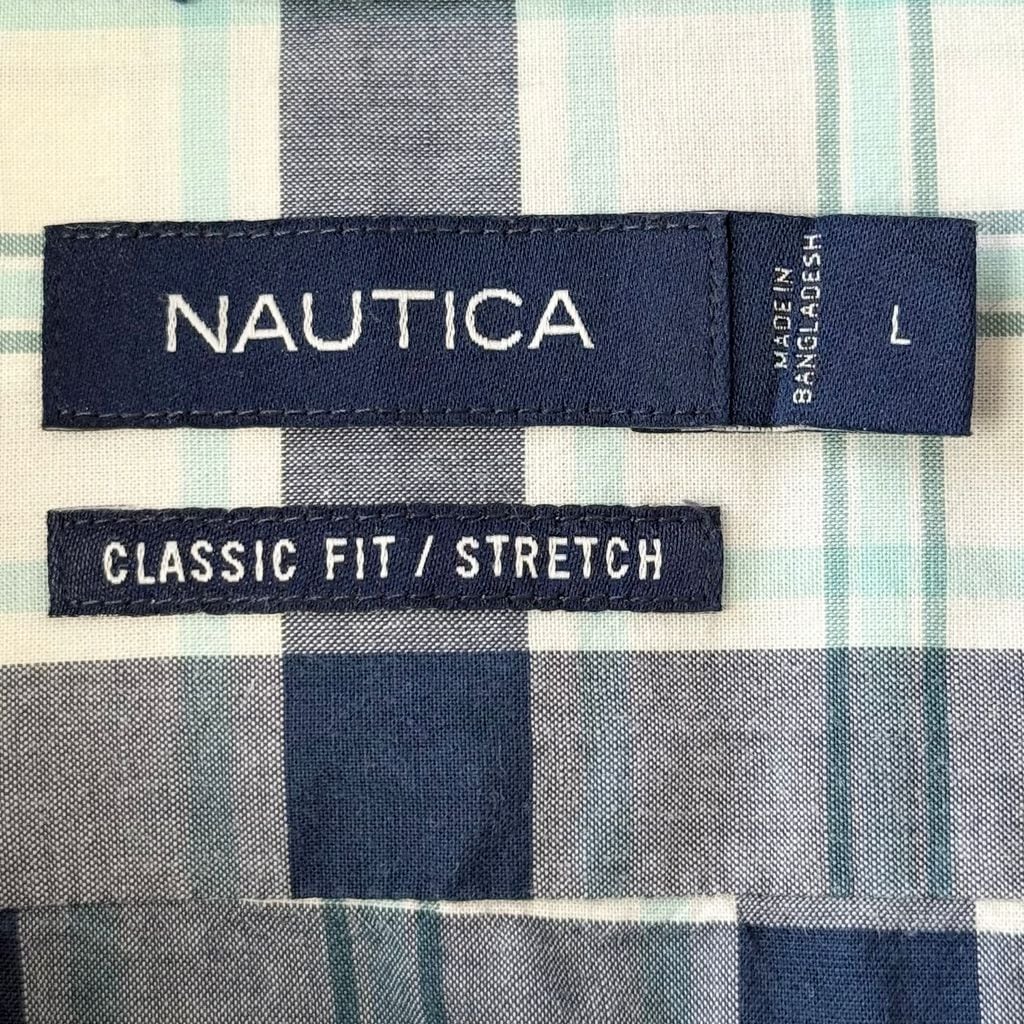 NAUTICA
MADE IN
BANGLADESH
L
CLASSIC FIT / STRETCH